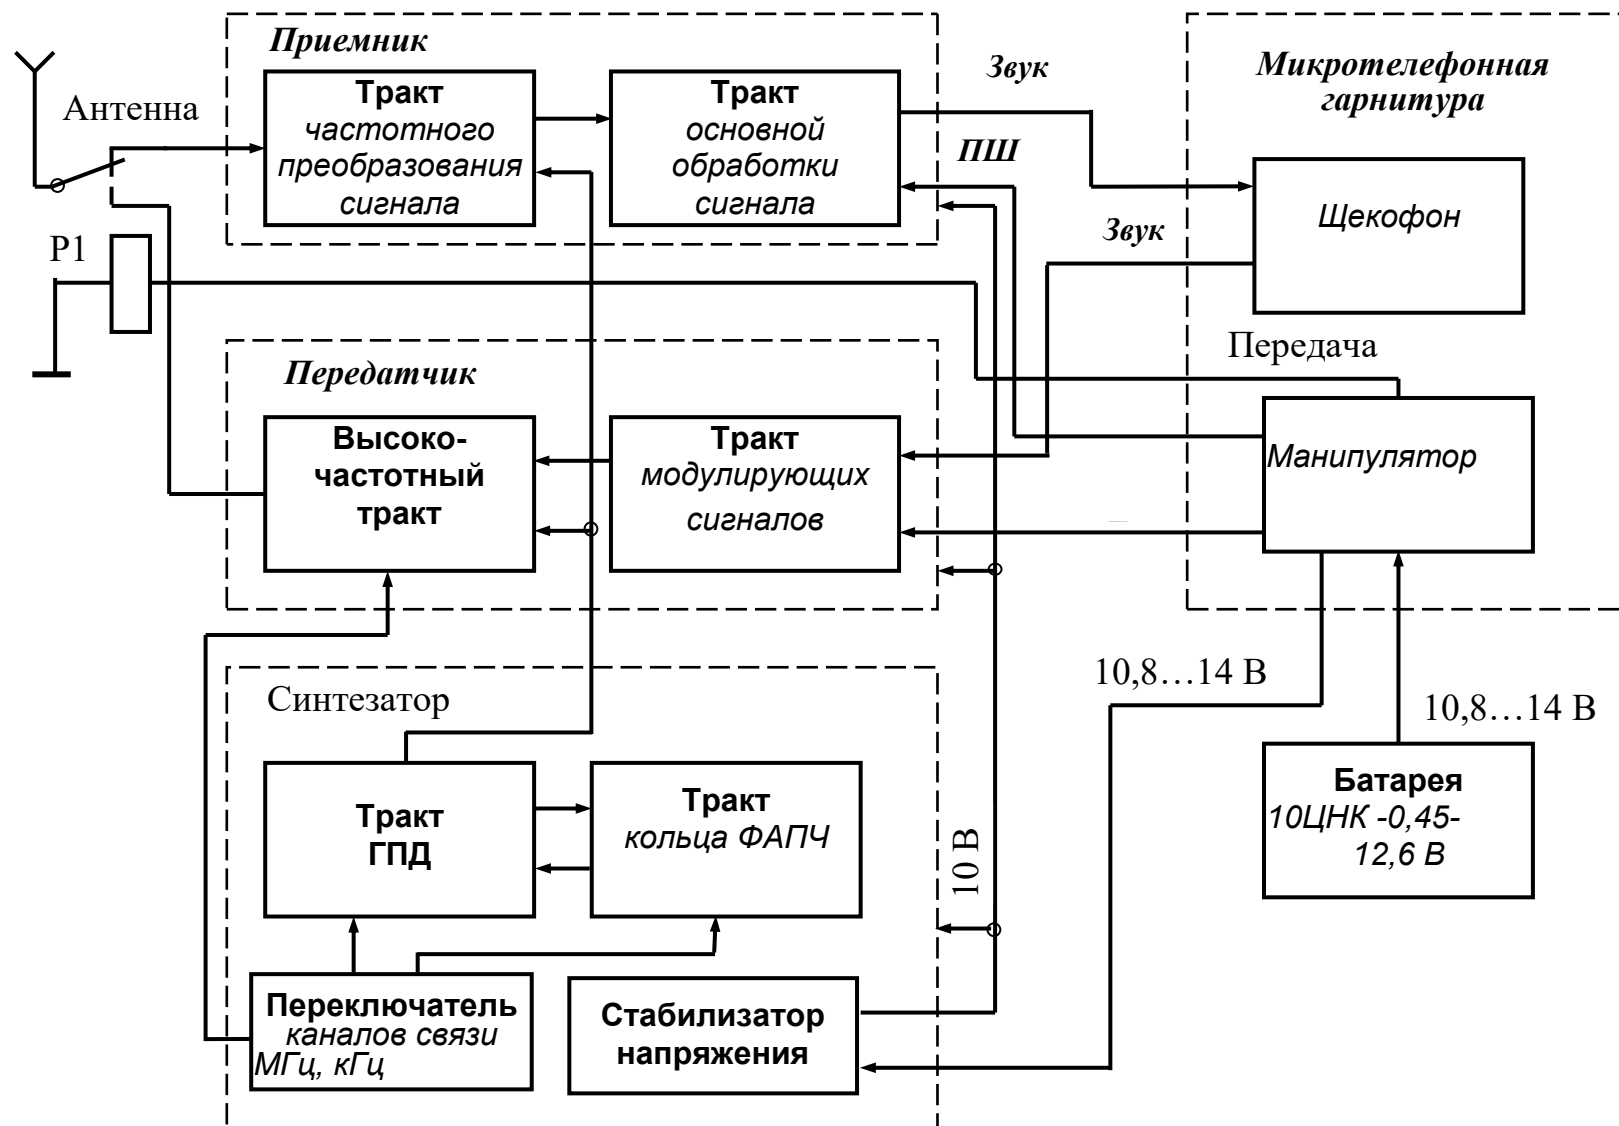 Приемник
Звук
Микротелефонная
гарнитура
Антенна
Тракт
частотного
преобразования
сигнала
Тракт
основной
обработки
сигнала
ПШ
Щекофон
Звук
Р1
Передача
Передатчик
Высоко-
частотный
тракт
Тракт
модулирующих
сигналов
Манипулятор
10,8…14 В
10,8…14 В
Синтезатор
Тракт
ГПД
Тракт
кольца ФАПЧ
10 В
Батарея
10ЦНК -0,45-
12,6 В
Переключатель
каналов связи
МГц, кГц
Стабилизатор
напряжения